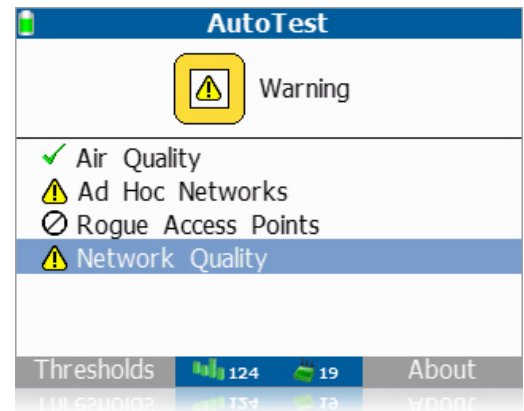 AutoTest
Warning
Air Quality
Ad Hoc Networks
Rogue Access Points
Network Quality
Thresholds 124 19 About